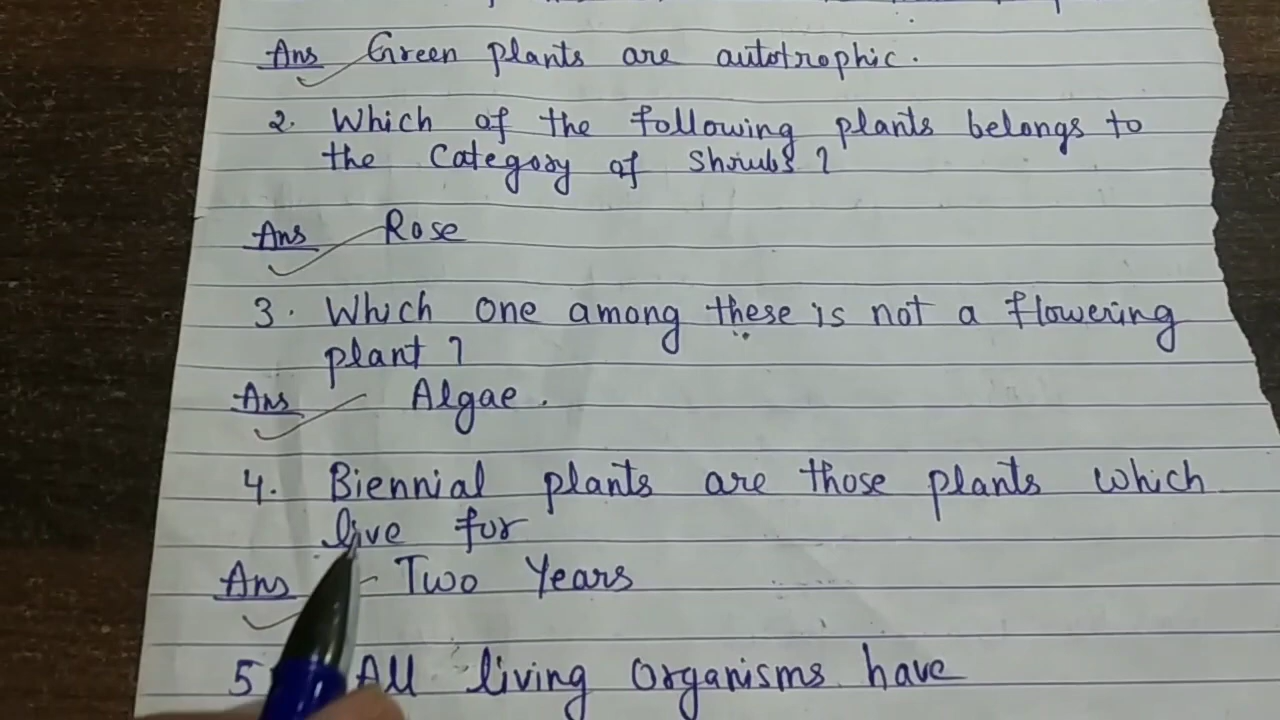 Ans Green plants are autotrophic.
2. Which of the following plants belongs to
the category of shrubs?
Ans Rose
3. Which one among these is not a flowering
plant?
Ans Algae.
4. Biennial plants are those plants which
live for
Ans Two Years
5 All living organisms have